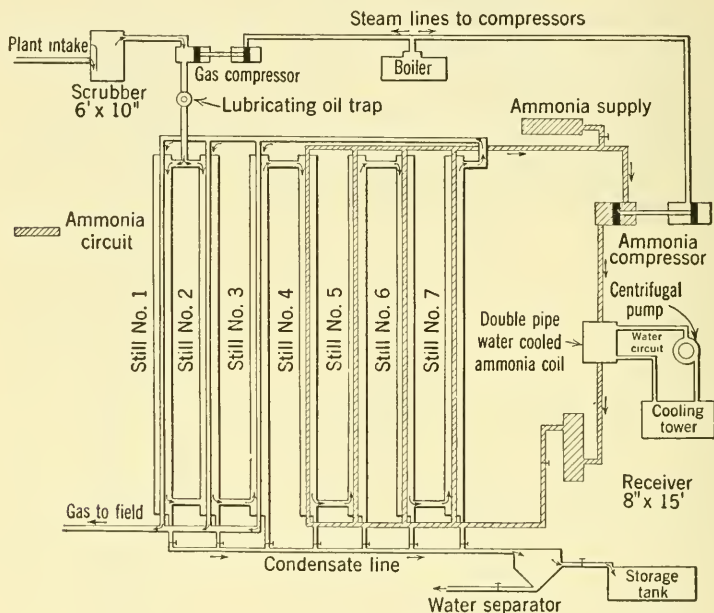 Steam lines to compressors
Plant intake
Gas compressor
Boiler
Scrubber
6' x 10"
Lubricating oil trap
Ammonia supply
Ammonia
circuit
Ammonia
compressor
Still No. 1
Still No. 2
Still No. 3
Still No. 4
Still No. 5
Still No. 6
Still No. 7
Centrifugal
pump
Double pipe
water cooled
ammonia coil
Water
circuit
Cooling
tower
Receiver
8" x 15'
Gas to field
Condensate line
Storage
tank
Water separator